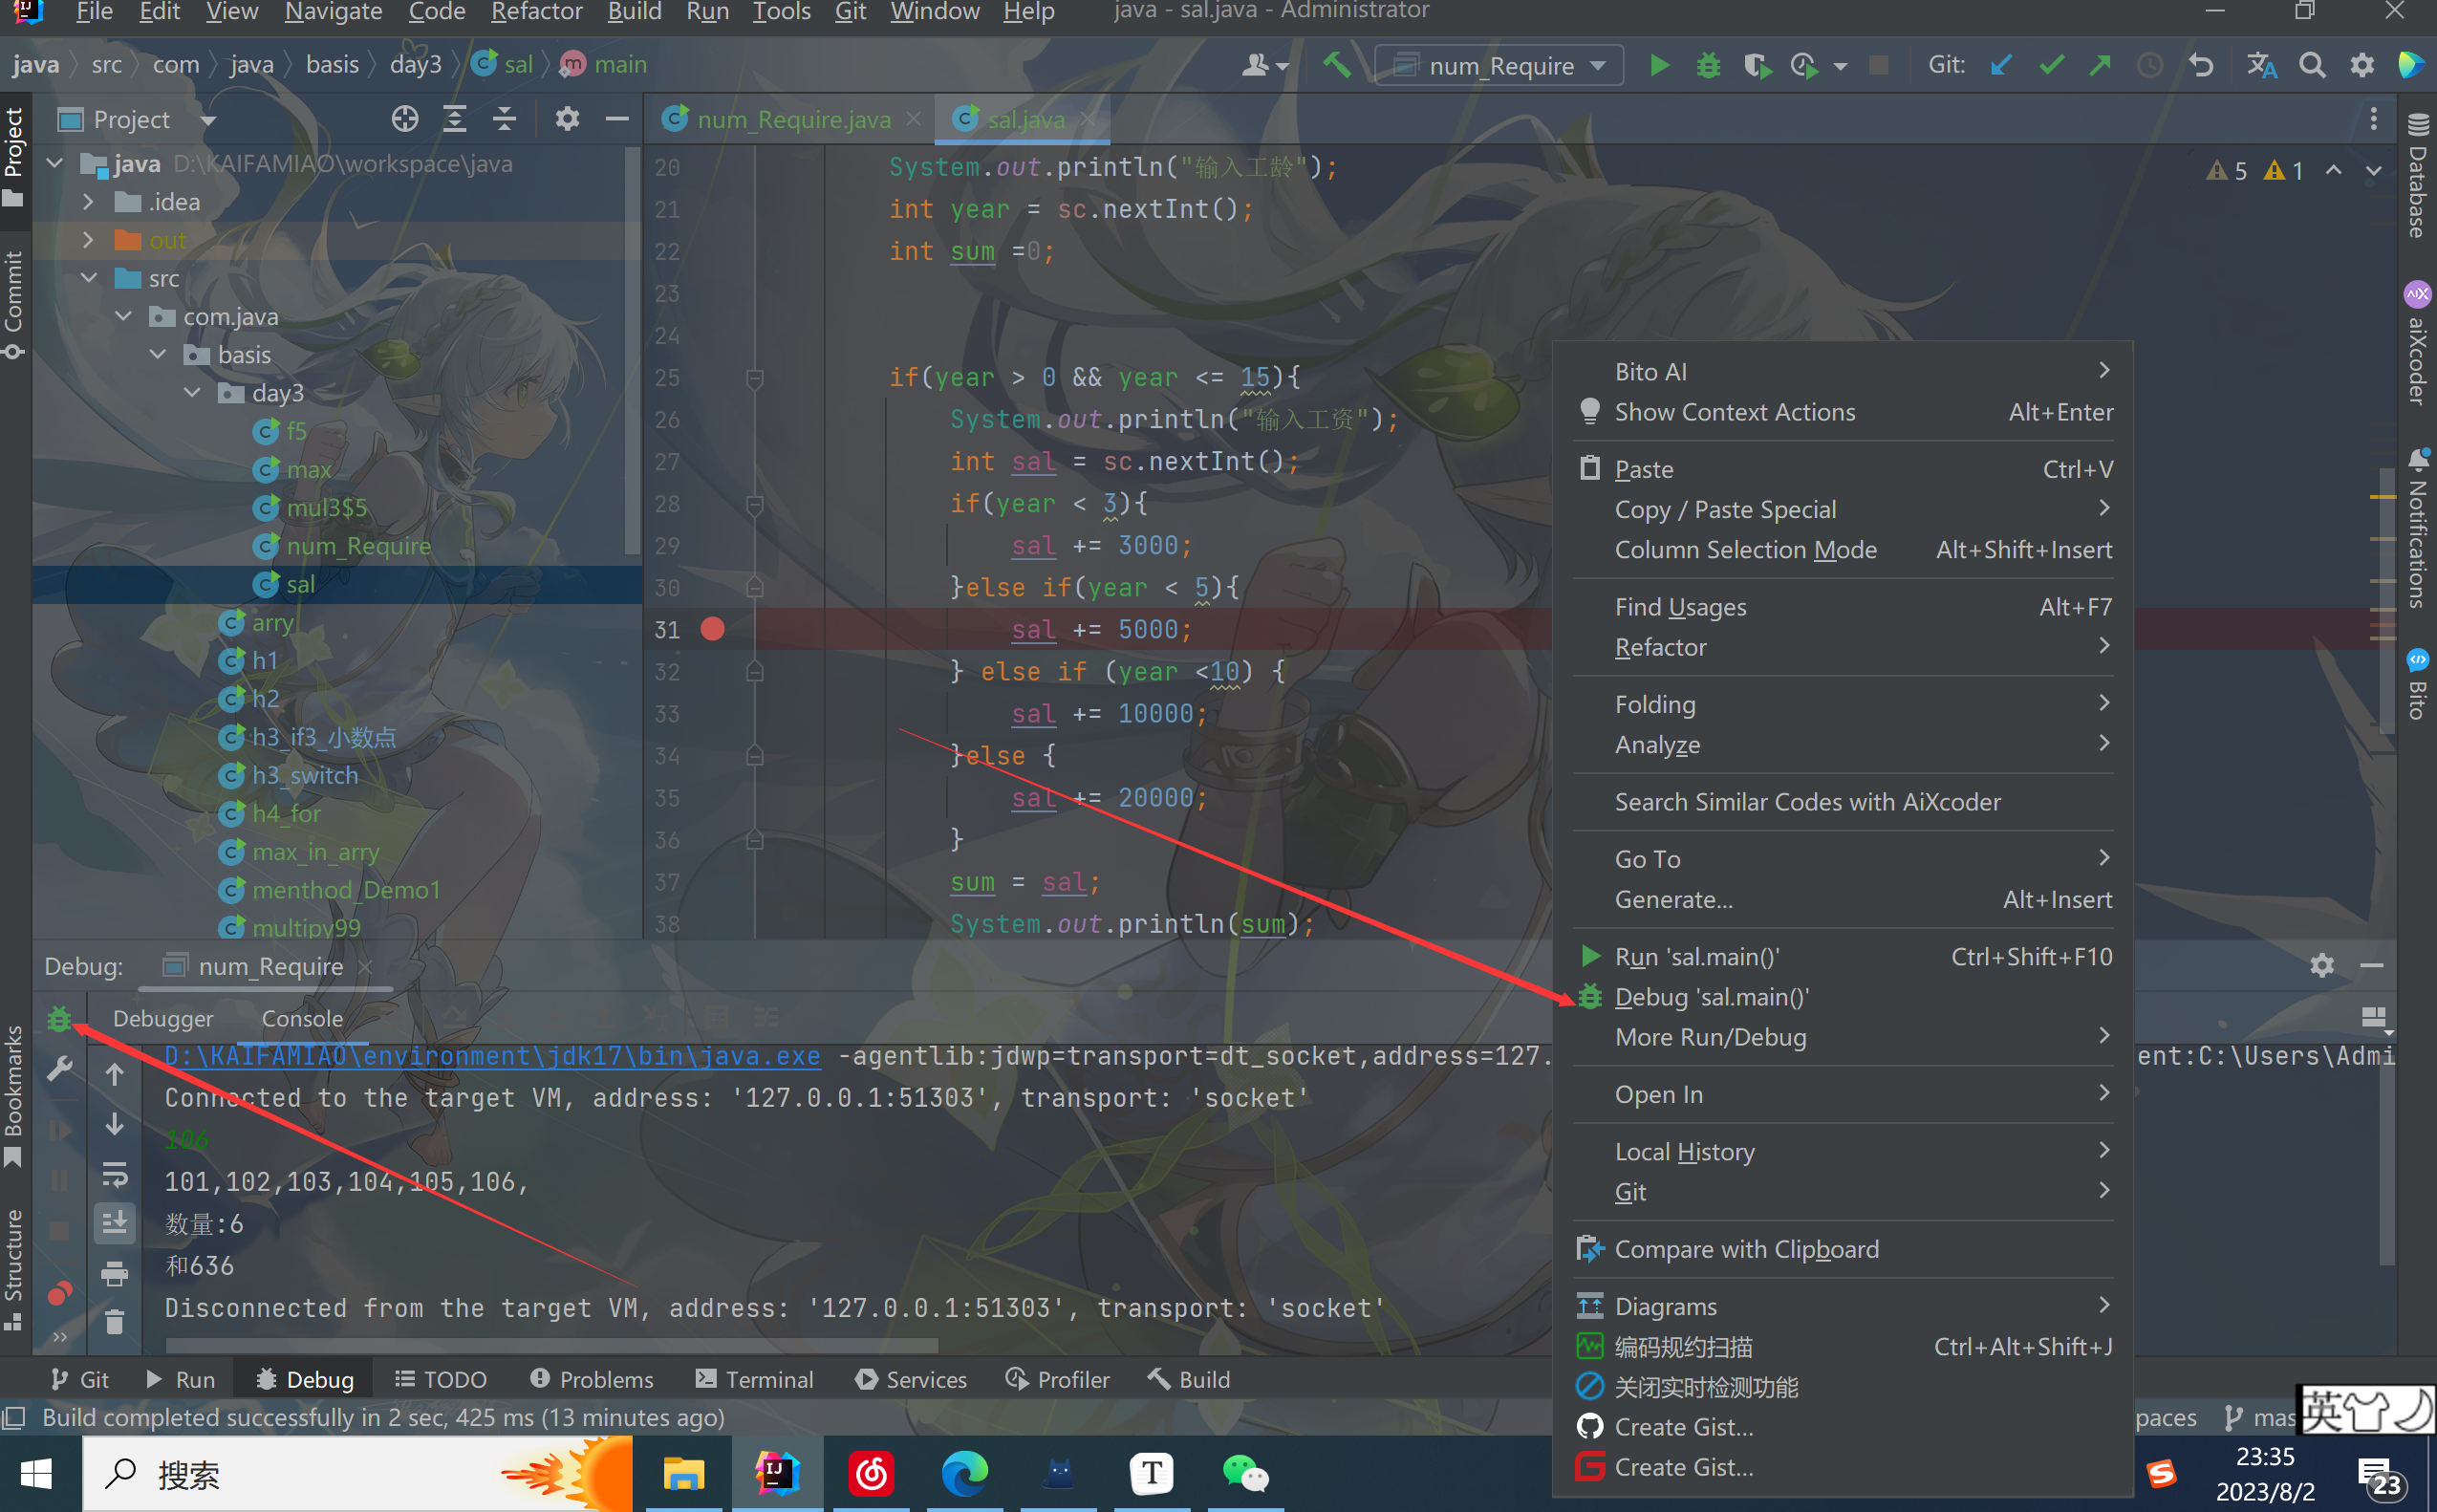 File Edit View Navigate Code Refactor Build Run Tools Git Window Help java - sal.java - Administrator
java src com java basis day3 sal main num_Require Git:
Project
num_Require.java sal.java
java D:\KAIFAMIAO\workspace\java
.idea
out
src
com.java
basis
day3
f5
max
mul3$5
num_Require
sal
arry
h1
h2
h3_if3_小数点
h3_switch
h4_for
max_in_arry
menthod_Demo1
multipy99
5 1
20 System.out.println("输入工龄");
21 int year = sc.nextInt();
22 int sum =0;
23
24
25 if(year > 0 && year <= 15){
26 System.out.println("输入工资");
27 int sal = sc.nextInt();
28 if(year < 3){
29 sal += 3000;
30 }else if(year < 5){
31 sal += 5000;
32 } else if (year <10) {
33 sal += 10000;
34 }else {
35 sal += 20000;
36 }
37 sum = sal;
38 System.out.println(sum);
Bito AI
Show Context Actions Alt+Enter
Paste Ctrl+V
Copy / Paste Special
Column Selection Mode Alt+Shift+Insert
Find Usages Alt+F7
Refactor
Folding
Analyze
Search Similar Codes with AiXcoder
Go To
Generate... Alt+Insert
Run 'sal.main()' Ctrl+Shift+F10
Debug 'sal.main()'
More Run/Debug
Open In
Local History
Git
Compare with Clipboard
Diagrams
编码规约扫描 Ctrl+Alt+Shift+J
关闭实时检测功能
Create Gist...
Create Gist...
Project
Commit
Bookmarks
Structure
Database
aiXcoder
Notifications
Bito
Debug: num_Require
Debugger Console
D:\KAIFAMIAO\environment\jdk17\bin\java.exe -agentlib:jdwp=transport=dt_socket,address=127. ent:C:\Users\Admi
Connected to the target VM, address: '127.0.0.1:51303', transport: 'socket'
106
101,102,103,104,105,106,
数量:6
和636
Disconnected from the target VM, address: '127.0.0.1:51303', transport: 'socket'
Git Run Debug TODO Problems Terminal Services Profiler Build
Build completed successfully in 2 sec, 425 ms (13 minutes ago) paces mas 英
搜索
23:35
2023/8/2
23